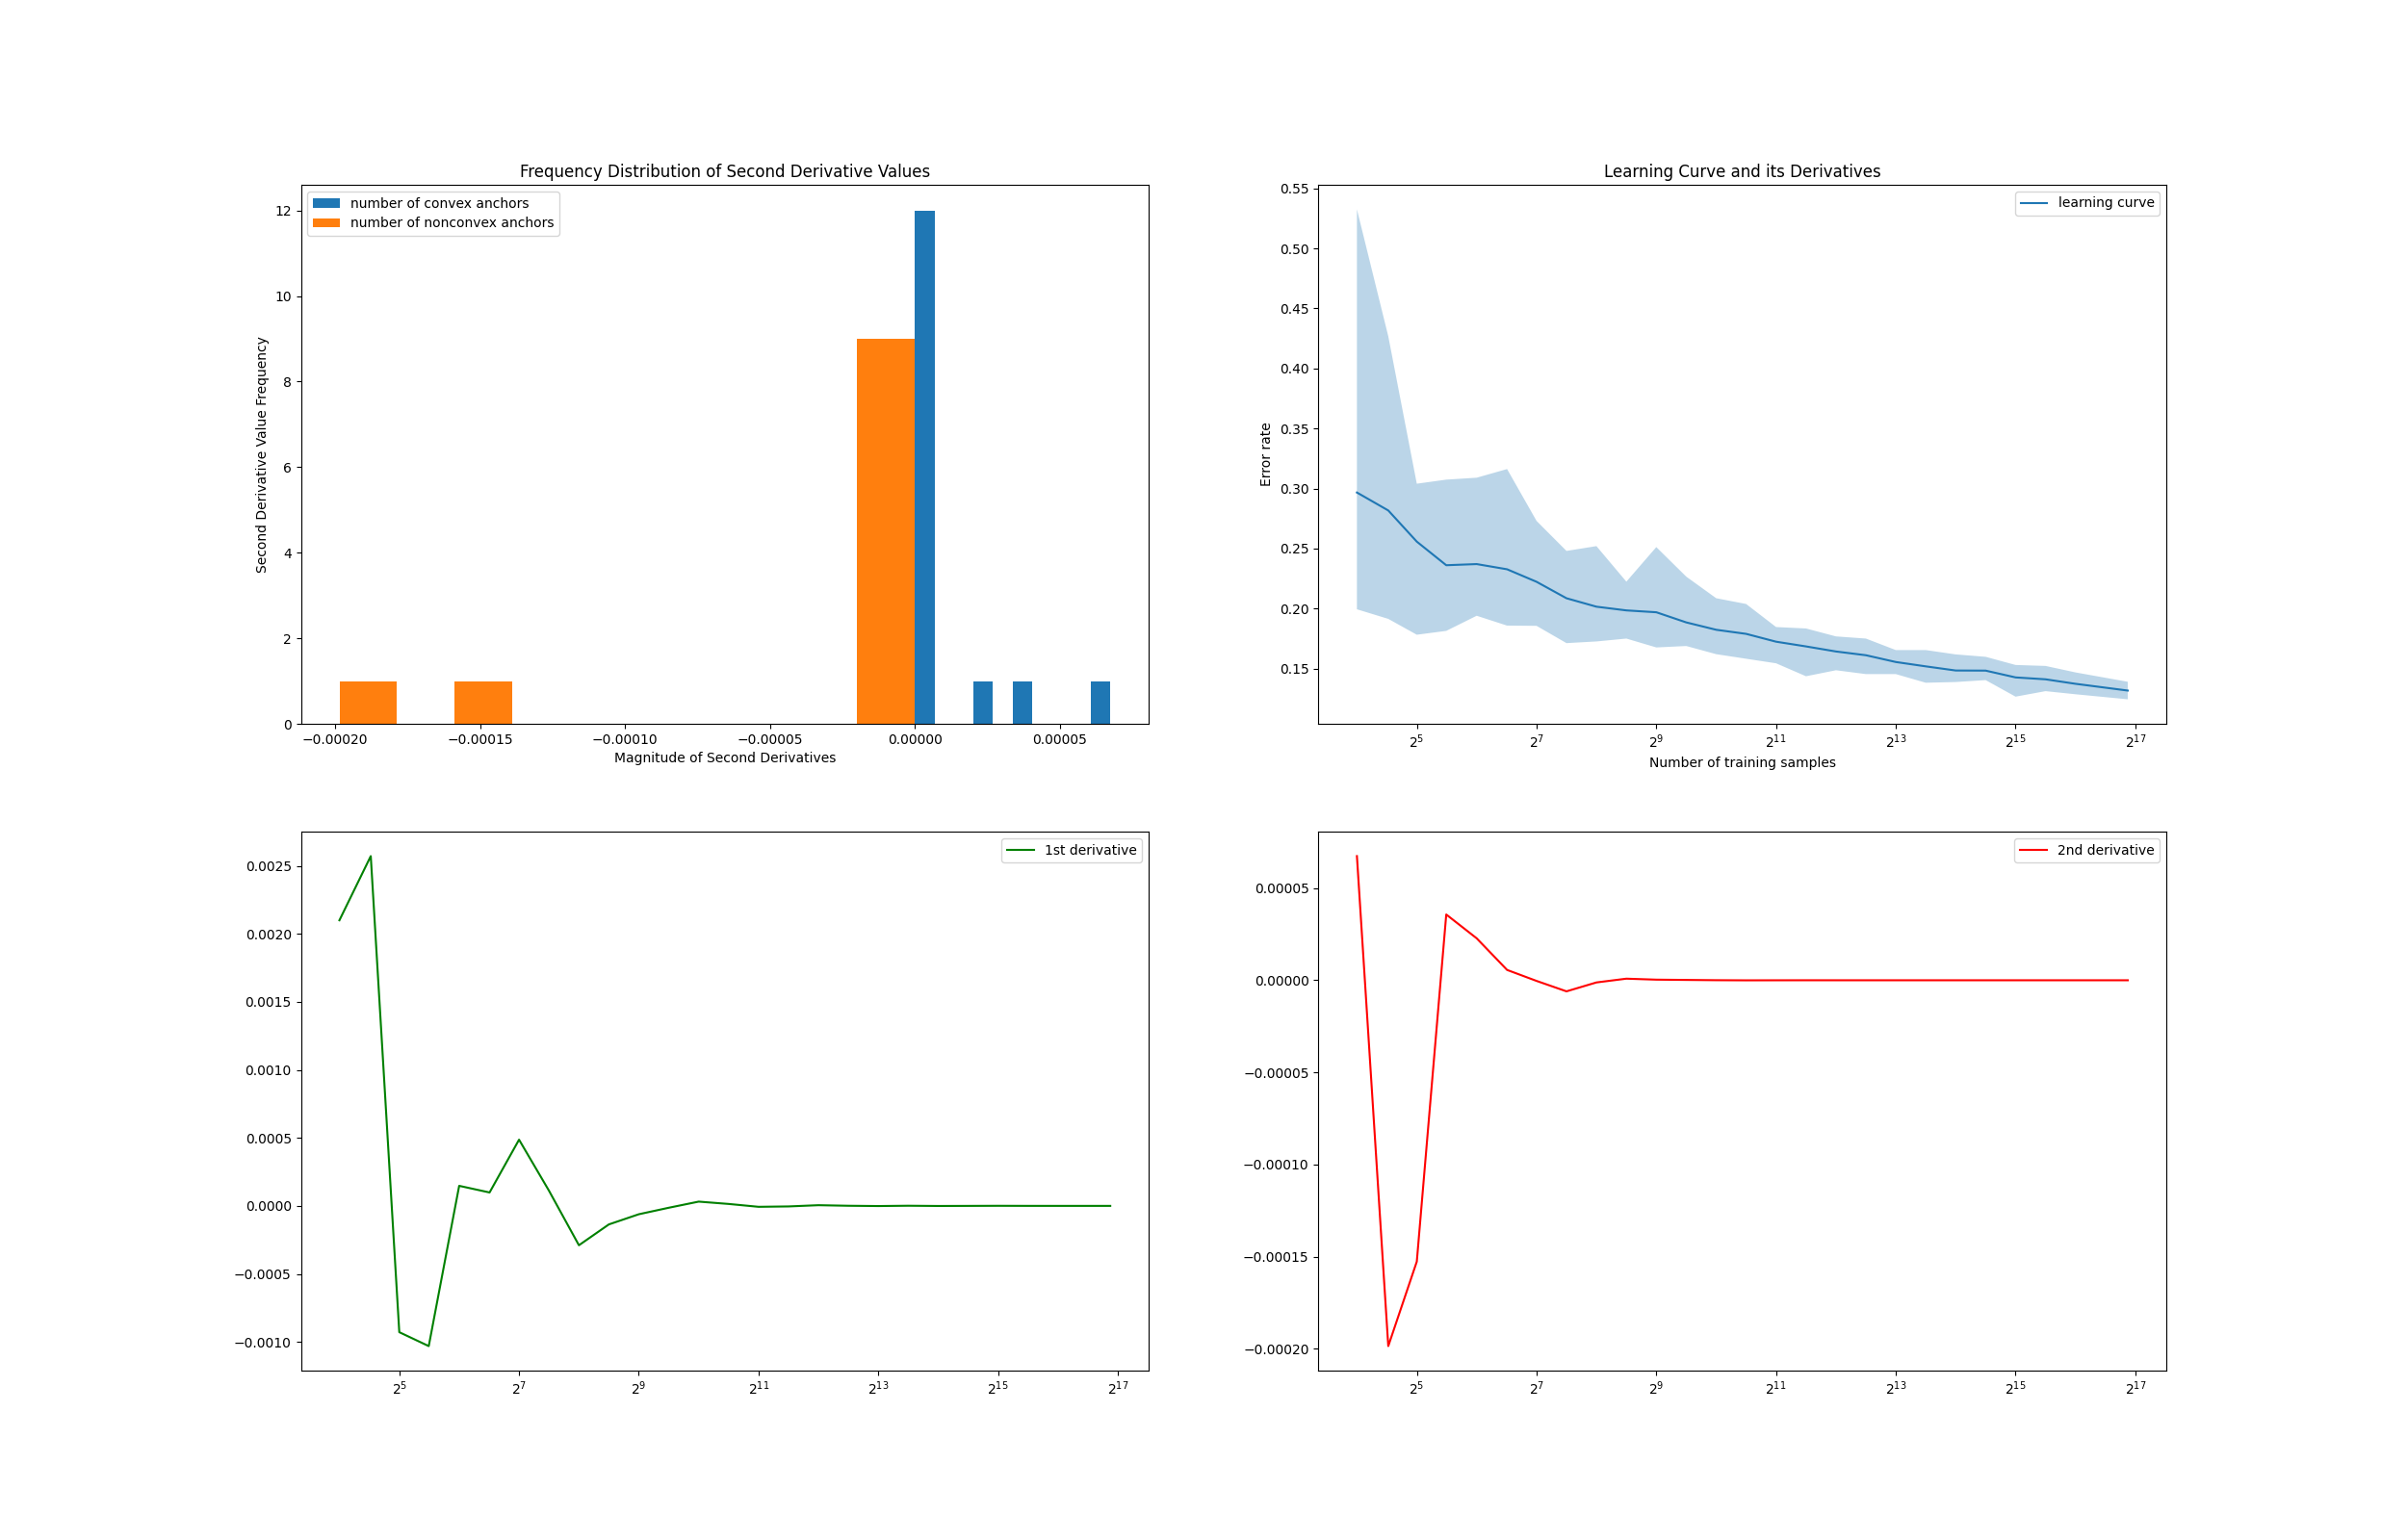 Frequency Distribution of Second Derivative Values
number of convex anchors
number of nonconvex anchors
Second Derivative Value Frequency
12
10
8
6
4
2
0
−0.00020 −0.00015 −0.00010 −0.00005 0.00000 0.00005
Magnitude of Second Derivatives
Learning Curve and its Derivatives
learning curve
Error rate
0.55
0.50
0.45
0.40
0.35
0.30
0.25
0.20
0.15
2^5 2^7 2^9 2^11 2^13 2^15 2^17
Number of training samples
1st derivative
0.0025
0.0020
0.0015
0.0010
0.0005
0.0000
−0.0005
−0.0010
2^5 2^7 2^9 2^11 2^13 2^15 2^17
2nd derivative
0.00005
0.00000
−0.00005
−0.00010
−0.00015
−0.00020
2^5 2^7 2^9 2^11 2^13 2^15 2^17